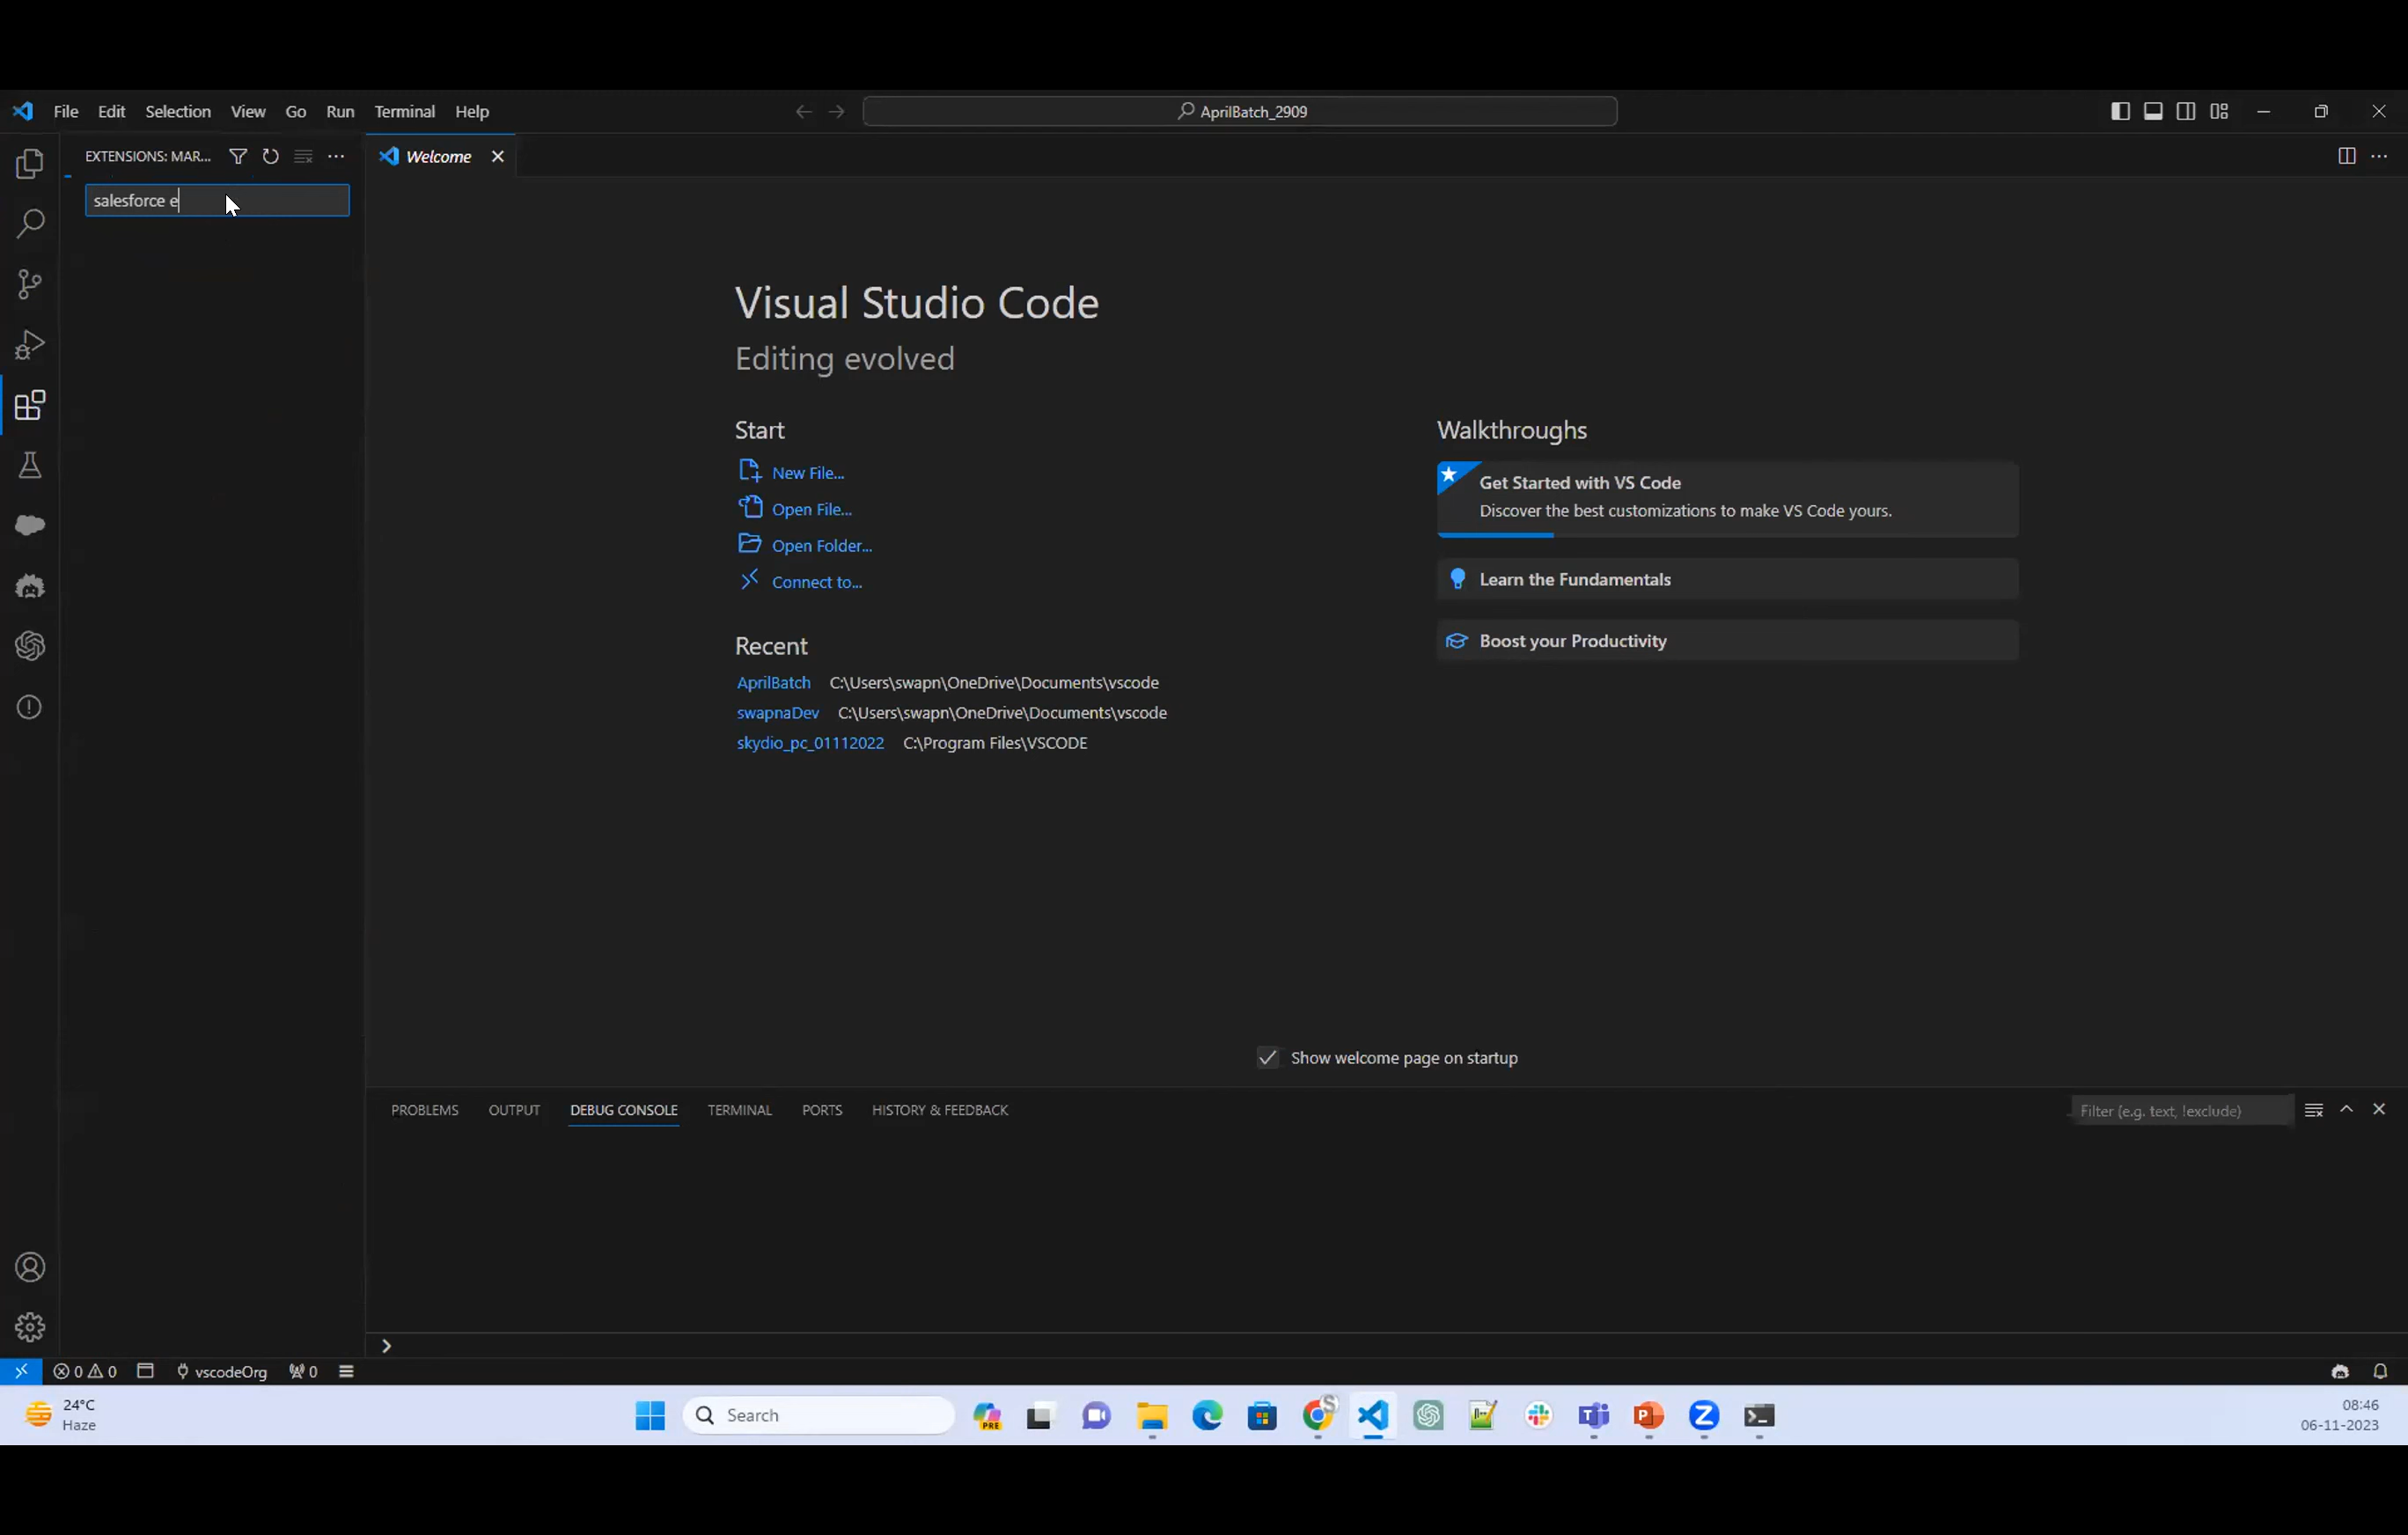 File Edit Selection View Go Run Terminal Help
AprilBatch_2909
EXTENSIONS: MAR...
Welcome
salesforce e
Visual Studio Code
Editing evolved
Start
New File...
Open File...
Open Folder...
Connect to...
Recent
AprilBatch C:\Users\swapn\OneDrive\Documents\vscode
swapnaDev C:\Users\swapn\OneDrive\Documents\vscode
skydio_pc_01112022 C:\Program Files\VSCODE
Walkthroughs
Get Started with VS Code
Discover the best customizations to make VS Code yours.
Learn the Fundamentals
Boost your Productivity
Show welcome page on startup
PROBLEMS OUTPUT DEBUG CONSOLE TERMINAL PORTS HISTORY & FEEDBACK
Filter (e.g. text, !exclude)
0 0 vscodeOrg 0
24°C
Haze
Search
PRE
08:46
06-11-2023